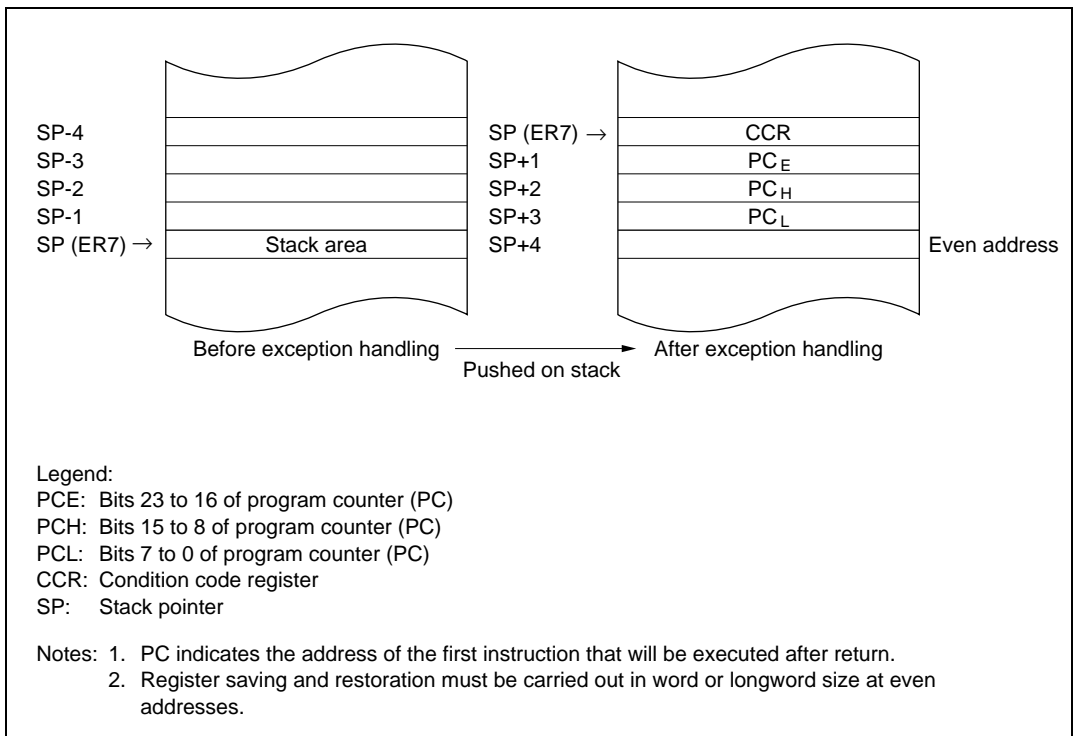 SP-4
SP-3
SP-2
SP-1
SP (ER7) →
Stack area
SP (ER7) →
SP+1
SP+2
SP+3
SP+4
CCR
PC E
PC H
PC L
Even address
Before exception handling
Pushed on stack
After exception handling
Legend:
PCE: Bits 23 to 16 of program counter (PC)
PCH: Bits 15 to 8 of program counter (PC)
PCL: Bits 7 to 0 of program counter (PC)
CCR: Condition code register
SP: Stack pointer
Notes: 1. PC indicates the address of the first instruction that will be executed after return.
2. Register saving and restoration must be carried out in word or longword size at even
addresses.